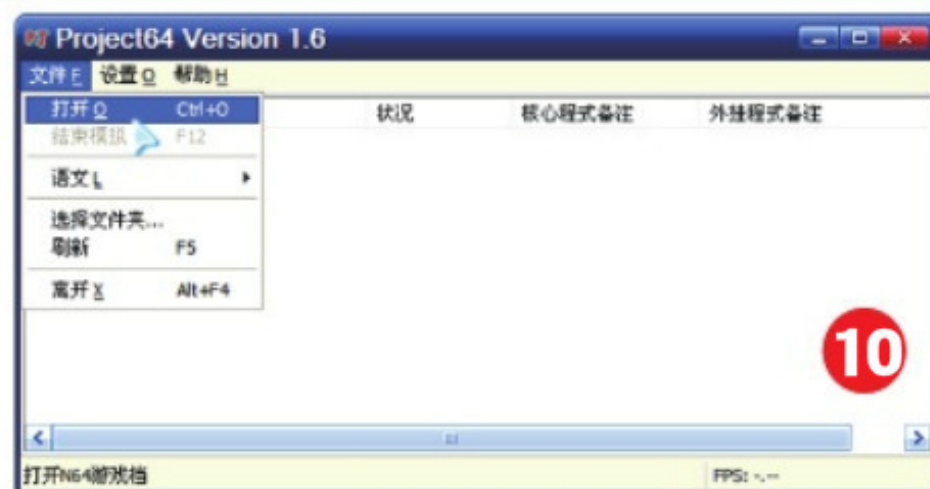 Project64 Version 1.6
文件 F 设置 O 帮助 H
打开 O Ctrl+O 状况 核心程式备注 外挂程式备注
结束模拟 F12
语文 L
选择文件夹...
刷新 F5
离开 X Alt+F4
10
打开N64游戏档 FPS: -.--